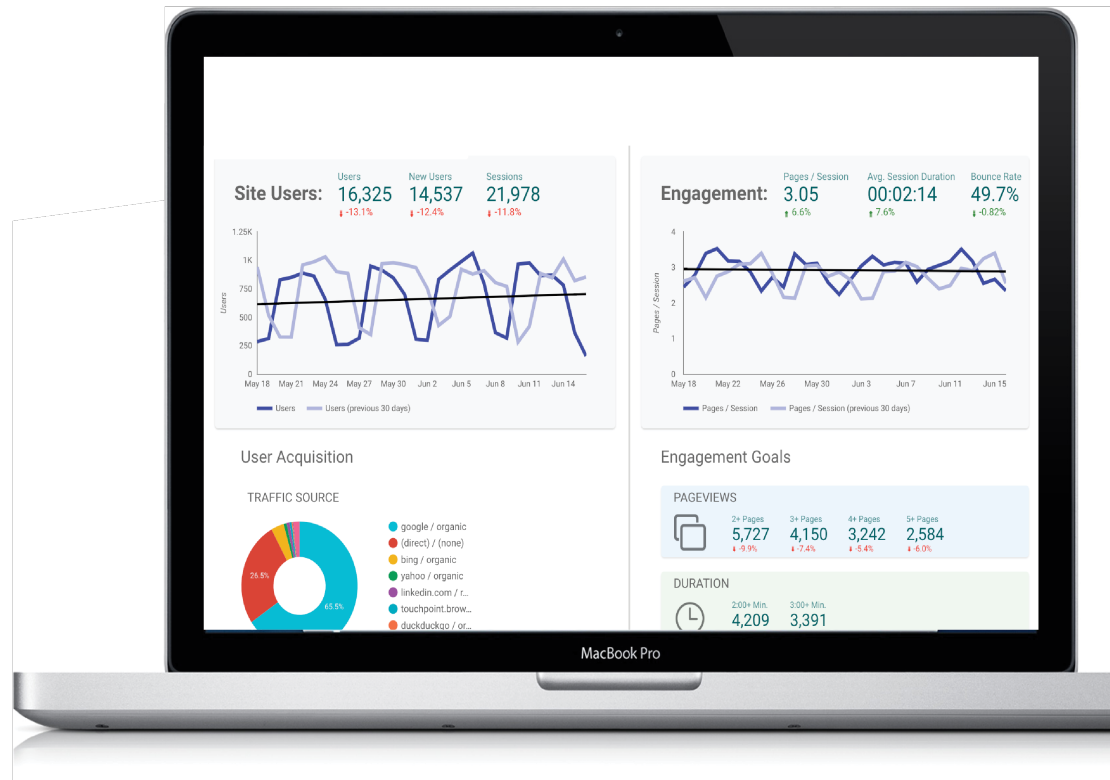 Site Users:
Users
16,325
-13.1%
New Users
14,537
-12.4%
Sessions
21,978
-11.8%
1.25K
1K
750
500
250
0
Users
May 18 May 21 May 24 May 27 May 30 Jun 2 Jun 5 Jun 8 Jun 11 Jun 14
Users Users (previous 30 days)
Engagement:
Pages / Session
3.05
6.6%
Avg. Session Duration
00:02:14
7.6%
Bounce Rate
49.7%
-0.82%
4
3
2
1
0
Pages / Session
May 18 May 22 May 26 May 30 Jun 3 Jun 7 Jun 11 Jun 15
Pages / Session Pages / Session (previous 30 days)
User Acquisition
TRAFFIC SOURCE
26.5%
65.5%
google / organic
(direct) / (none)
bing / organic
yahoo / organic
linkedin.com / r...
touchpoint.brow...
duckduckgo / or...
Engagement Goals
PAGEVIEWS
2+ Pages
5,727
-9.9%
3+ Pages
4,150
-7.4%
4+ Pages
3,242
-5.4%
5+ Pages
2,584
-6.0%
DURATION
2:00+ Min.
4,209
3:00+ Min.
3,391
MacBook Pro